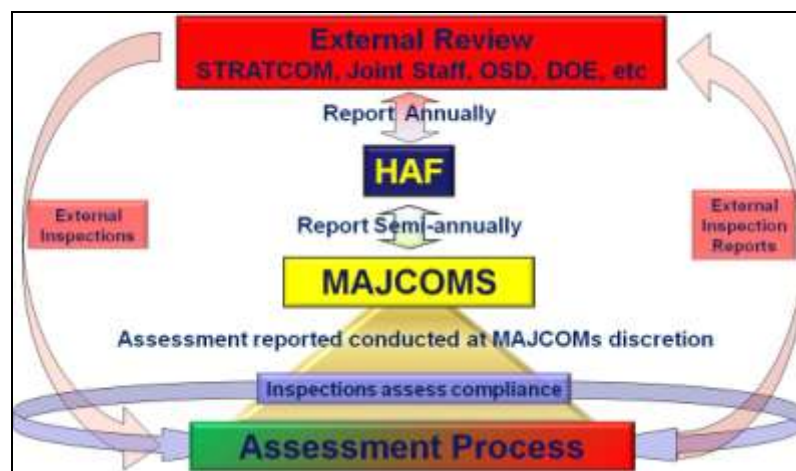 External Review
STRATCOM, Joint Staff, OSD, DOE, etc
Report Annually
HAF
External
Inspections
Report Semi-annually
External
Inspection
Reports
MAJCOMS
Assessment reported conducted at MAJCOMs discretion
Inspections assess compliance
Assessment Process